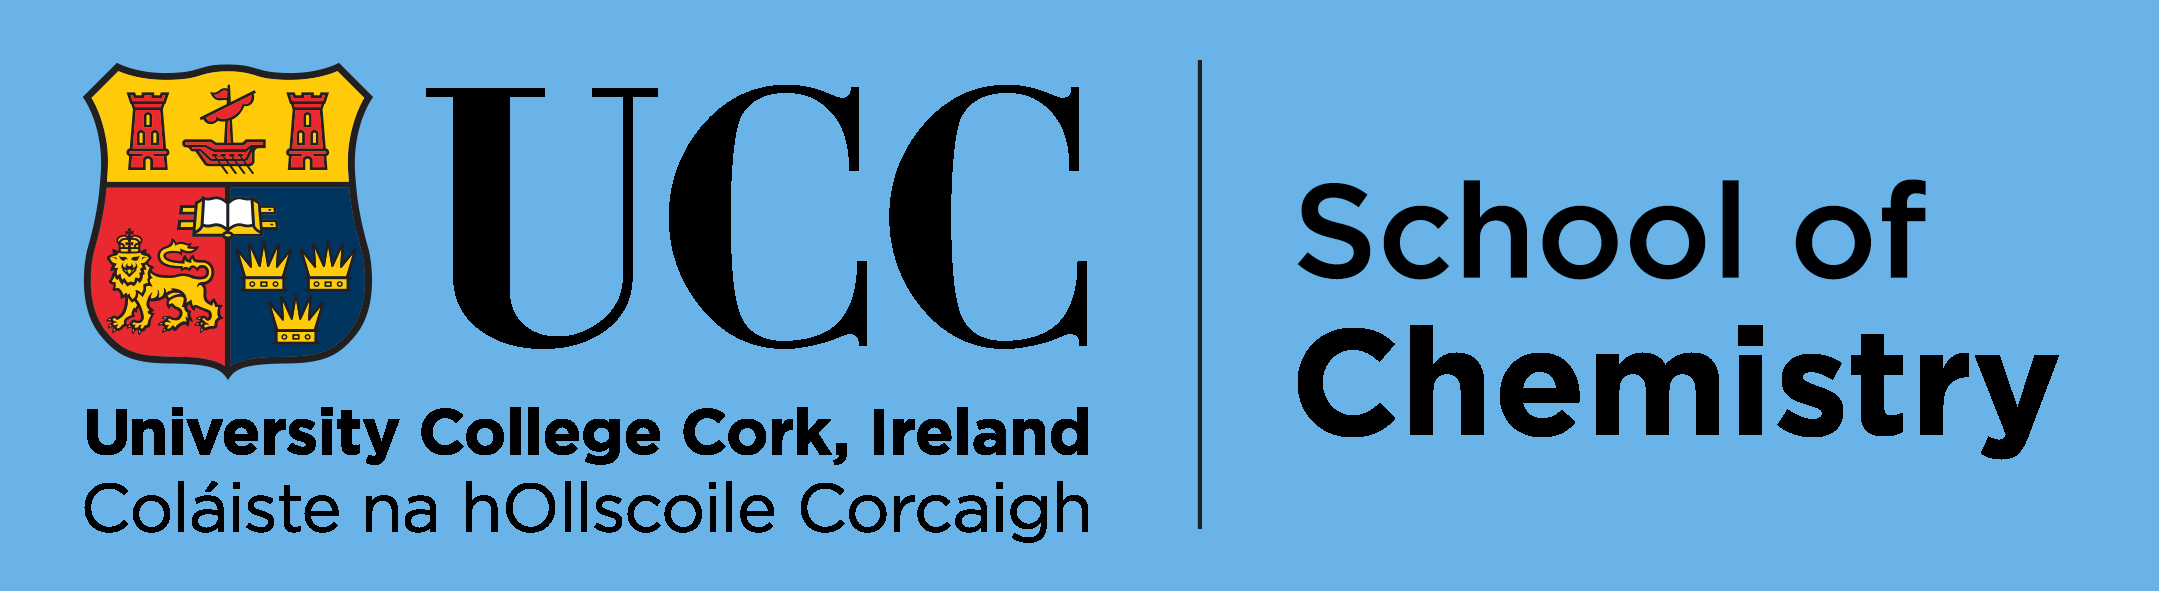 UCC
University College Cork, Ireland
Coláiste na hOllscoile Corcaigh
School of
Chemistry